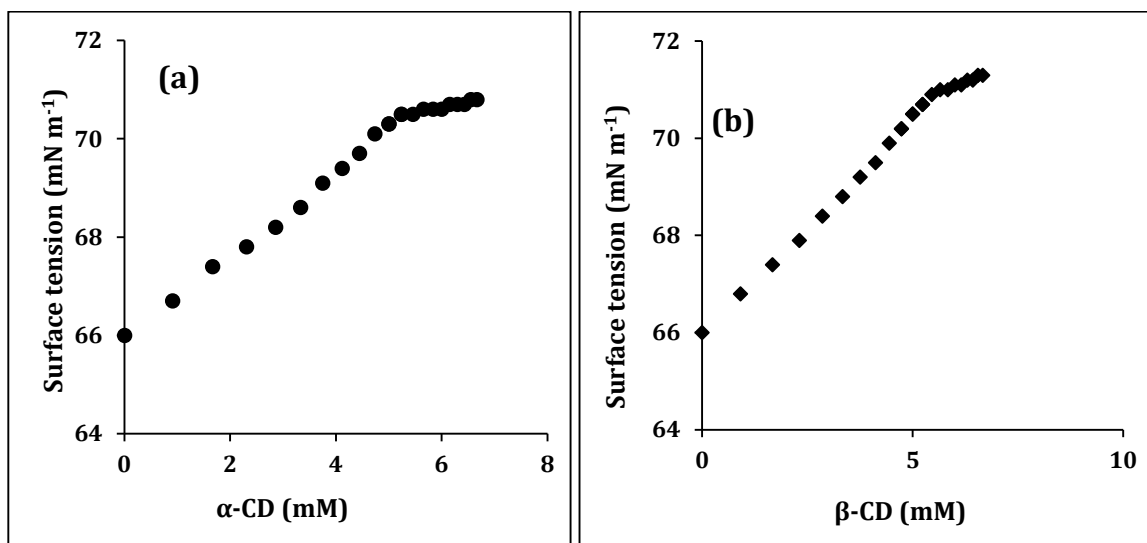 (a)
Surface tension (mN m⁻¹)
72
70
68
66
64
0 2 4 6 8
α-CD (mM)
(b)
Surface tension (mN m⁻¹)
72
70
68
66
64
0 5 10
β-CD (mM)